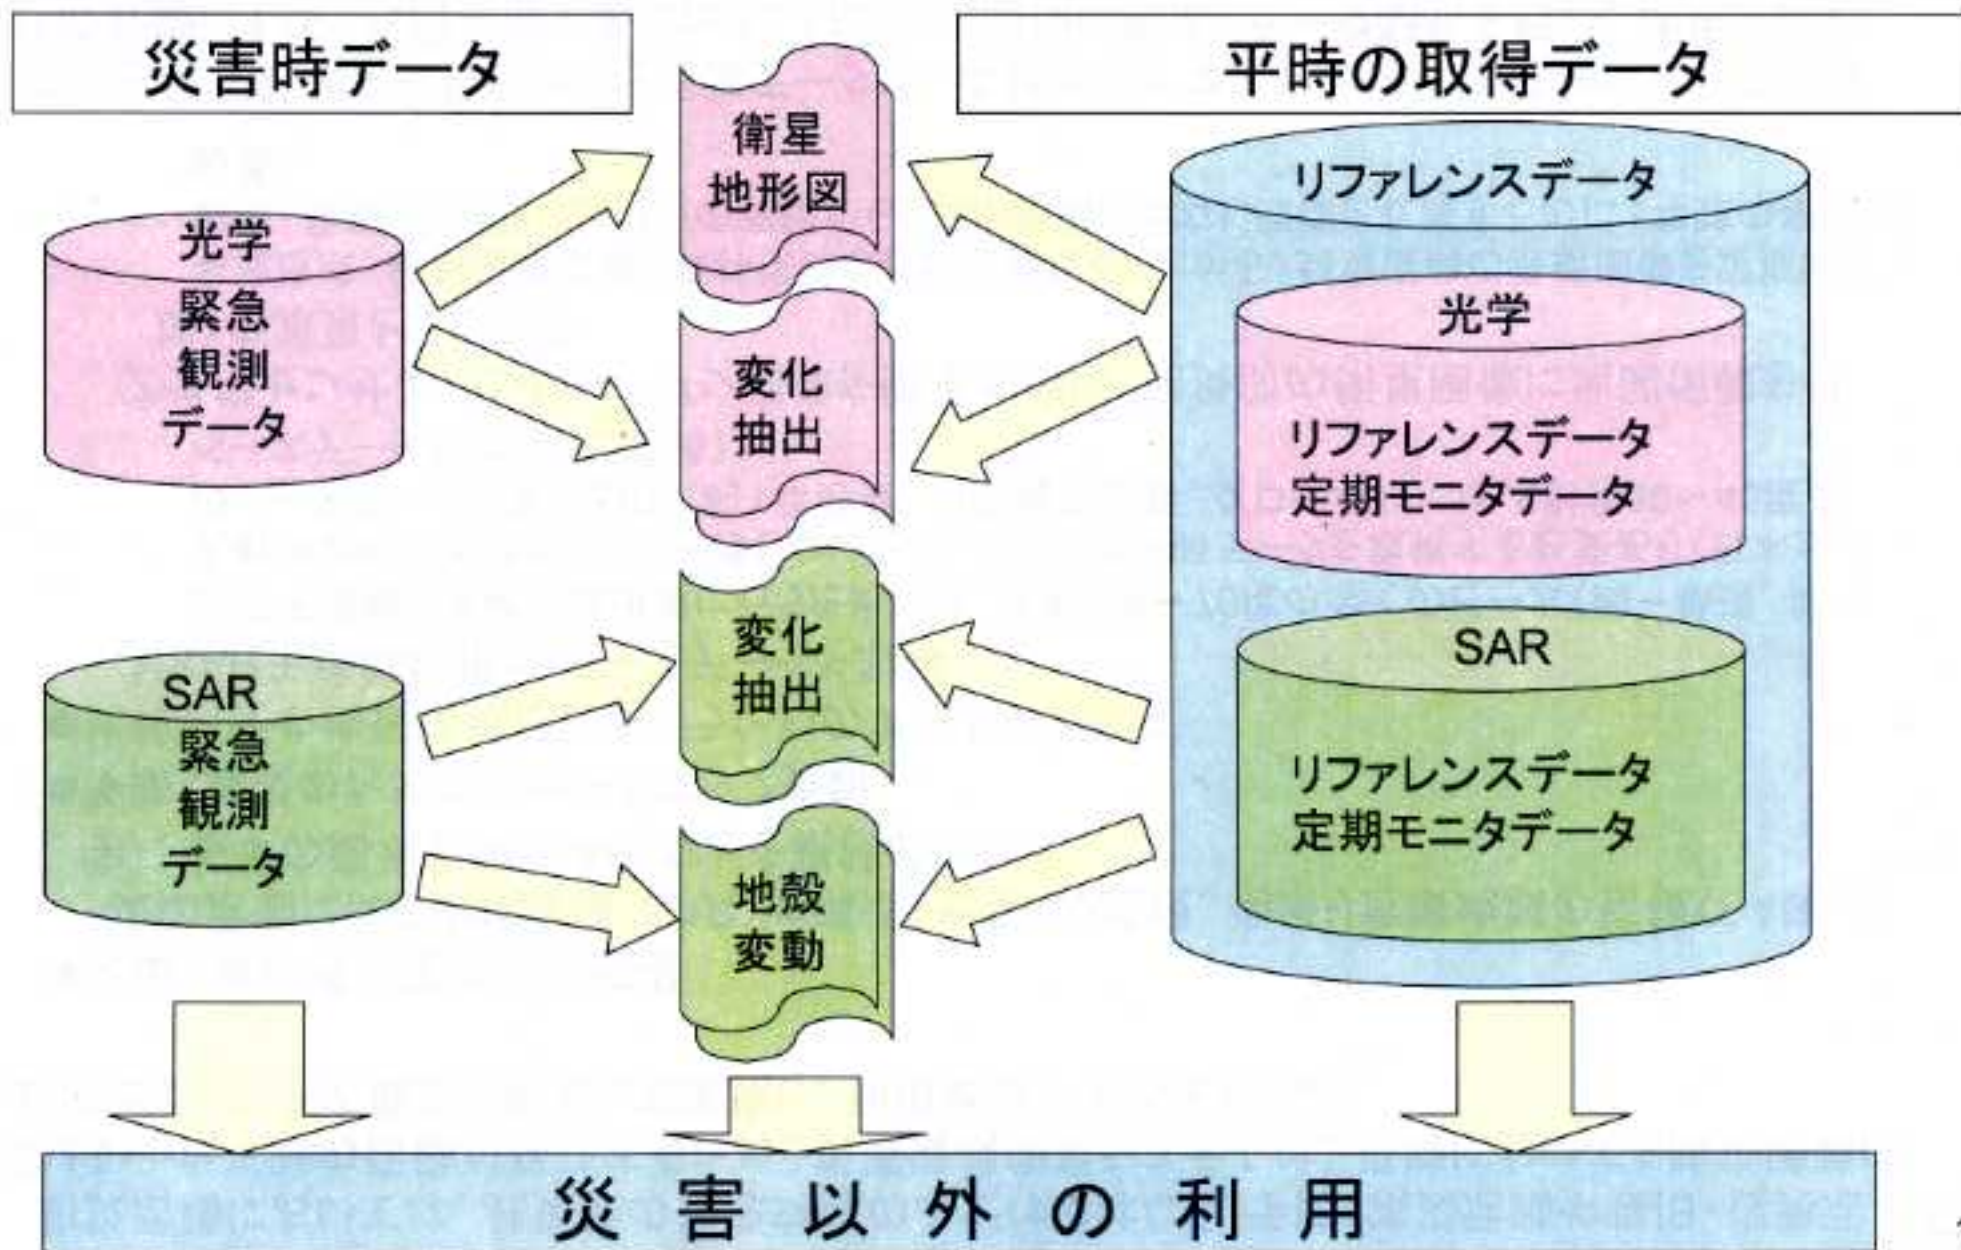 災害時データ
平時の取得データ
光学
緊急
観測
データ
SAR
緊急
観測
データ
衛星
地形図
変化
抽出
変化
抽出
地殻
変動
リファレンスデータ
光学
リファレンスデータ
定期モニタデータ
SAR
リファレンスデータ
定期モニタデータ
災害以外の利用